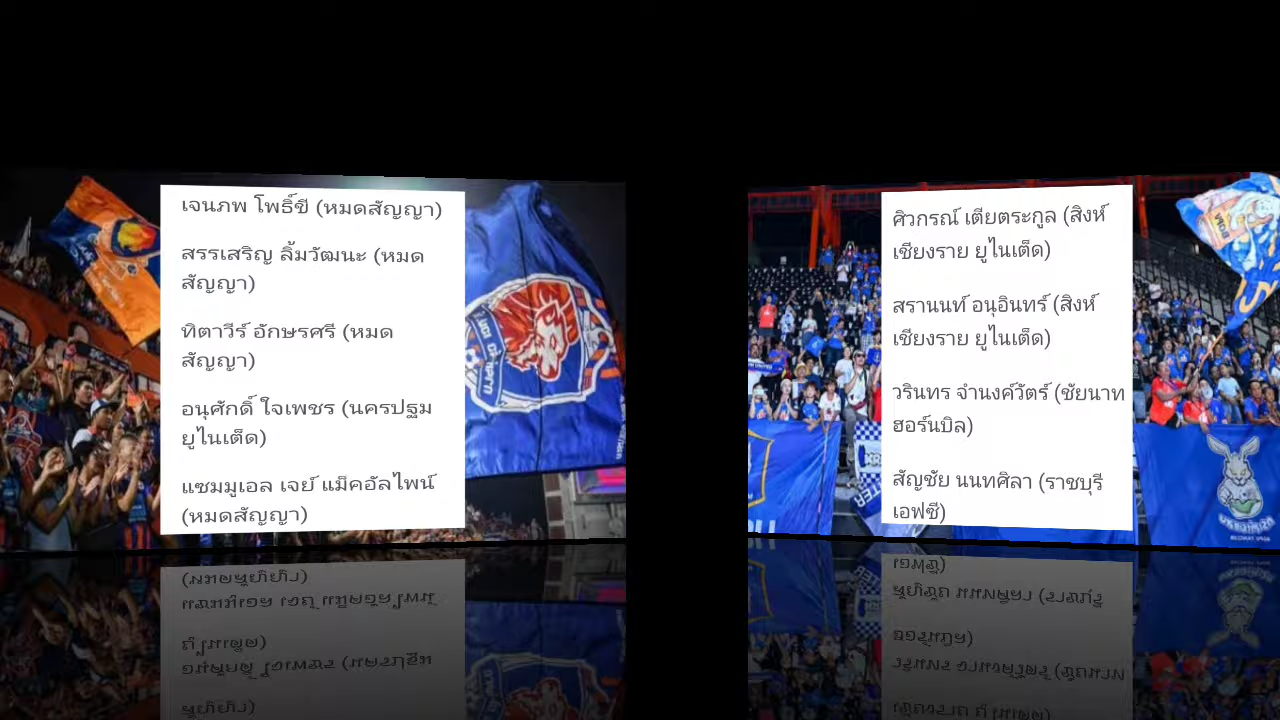 เจนภพ โพธิ์ขี (หมดสัญญา)
สรรเสริญ ลิ้มวัฒนะ (หมด
สัญญา)
ทิตาวีร์ อักษรศรี (หมด
สัญญา)
อนุศักดิ์ ใจเพชร (นครปฐม
ยูไนเต็ด)
แซมมูเอล เจย์ แม็คอัลไพน์
(หมดสัญญา)
ศิวกรณ์ เตียตระกูล (สิงห์
เชียงราย ยูไนเต็ด)
สรานนท์ อนุอินทร์ (สิงห์
เชียงราย ยูไนเต็ด)
วรินทร จำนงค์วัตร์ (ชัยนาท
ฮอร์นบิล)
สัญชัย นนทศิลา (ราชบุรี
เอฟซี)